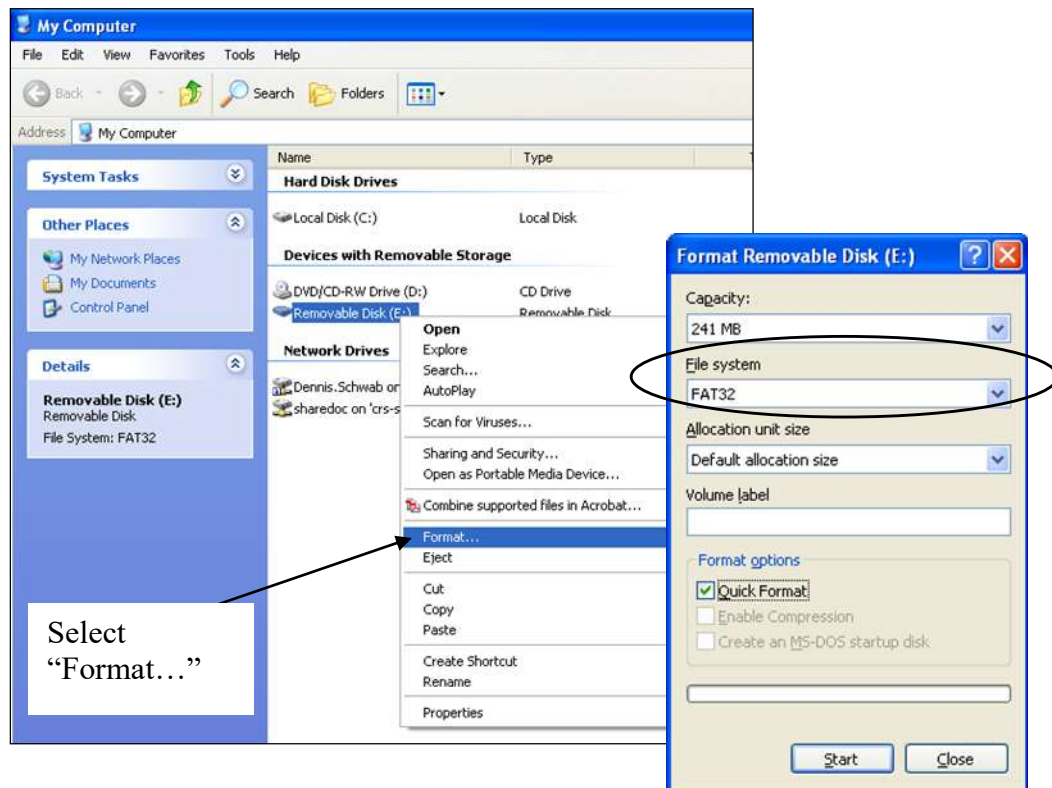 My Computer
File Edit View Favorites Tools Help
Back Search Folders
Address My Computer
System Tasks
Other Places
My Network Places
My Documents
Control Panel
Details
Removable Disk (E:)
Removable Disk
File System: FAT32
Name Type
Hard Disk Drives
Local Disk (C:) Local Disk
Devices with Removable Storage
DVD/CD-RW Drive (D:) CD Drive
Removable Disk (E:) Removable Disk
Network Drives
Dennis.Schwab on
sharedoc on 'crs-s
Open
Explore
Search...
AutoPlay
Scan for Viruses...
Sharing and Security...
Open as Portable Media Device...
Combine supported files in Acrobat...
Format...
Eject
Cut
Copy
Paste
Create Shortcut
Rename
Properties
Select
“Format…”
Format Removable Disk (E:)
Capacity:
241 MB
File system
FAT32
Allocation unit size
Default allocation size
Volume label
Format options
Quick Format
Enable Compression
Create an MS-DOS startup disk
Start Close